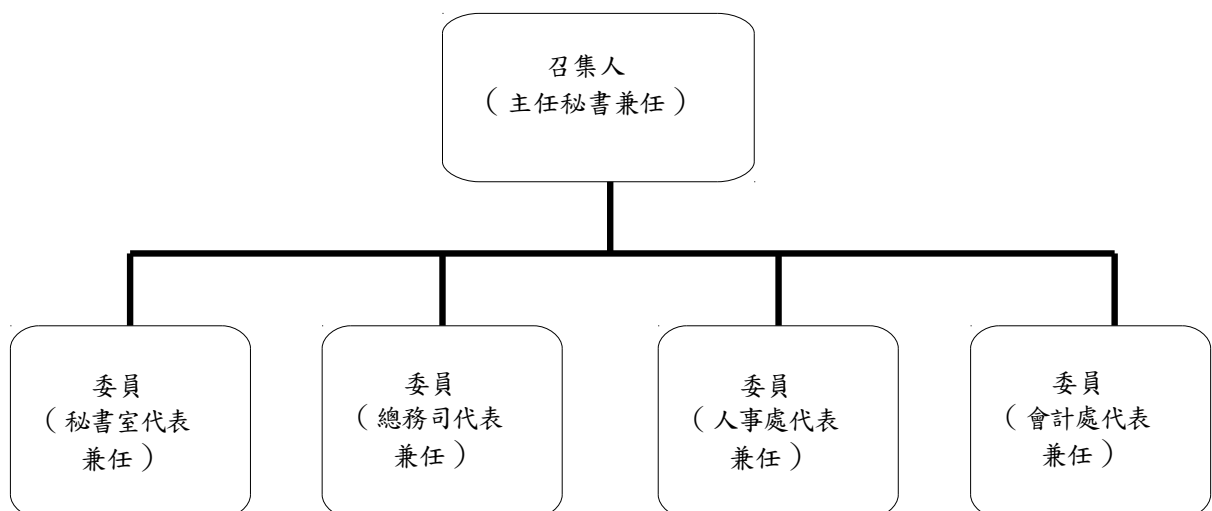 召集人
（主任秘書兼任）
委員
（秘書室代表
兼任）
委員
（總務司代表
兼任）
委員
（人事處代表
兼任）
委員
（會計處代表
兼任）